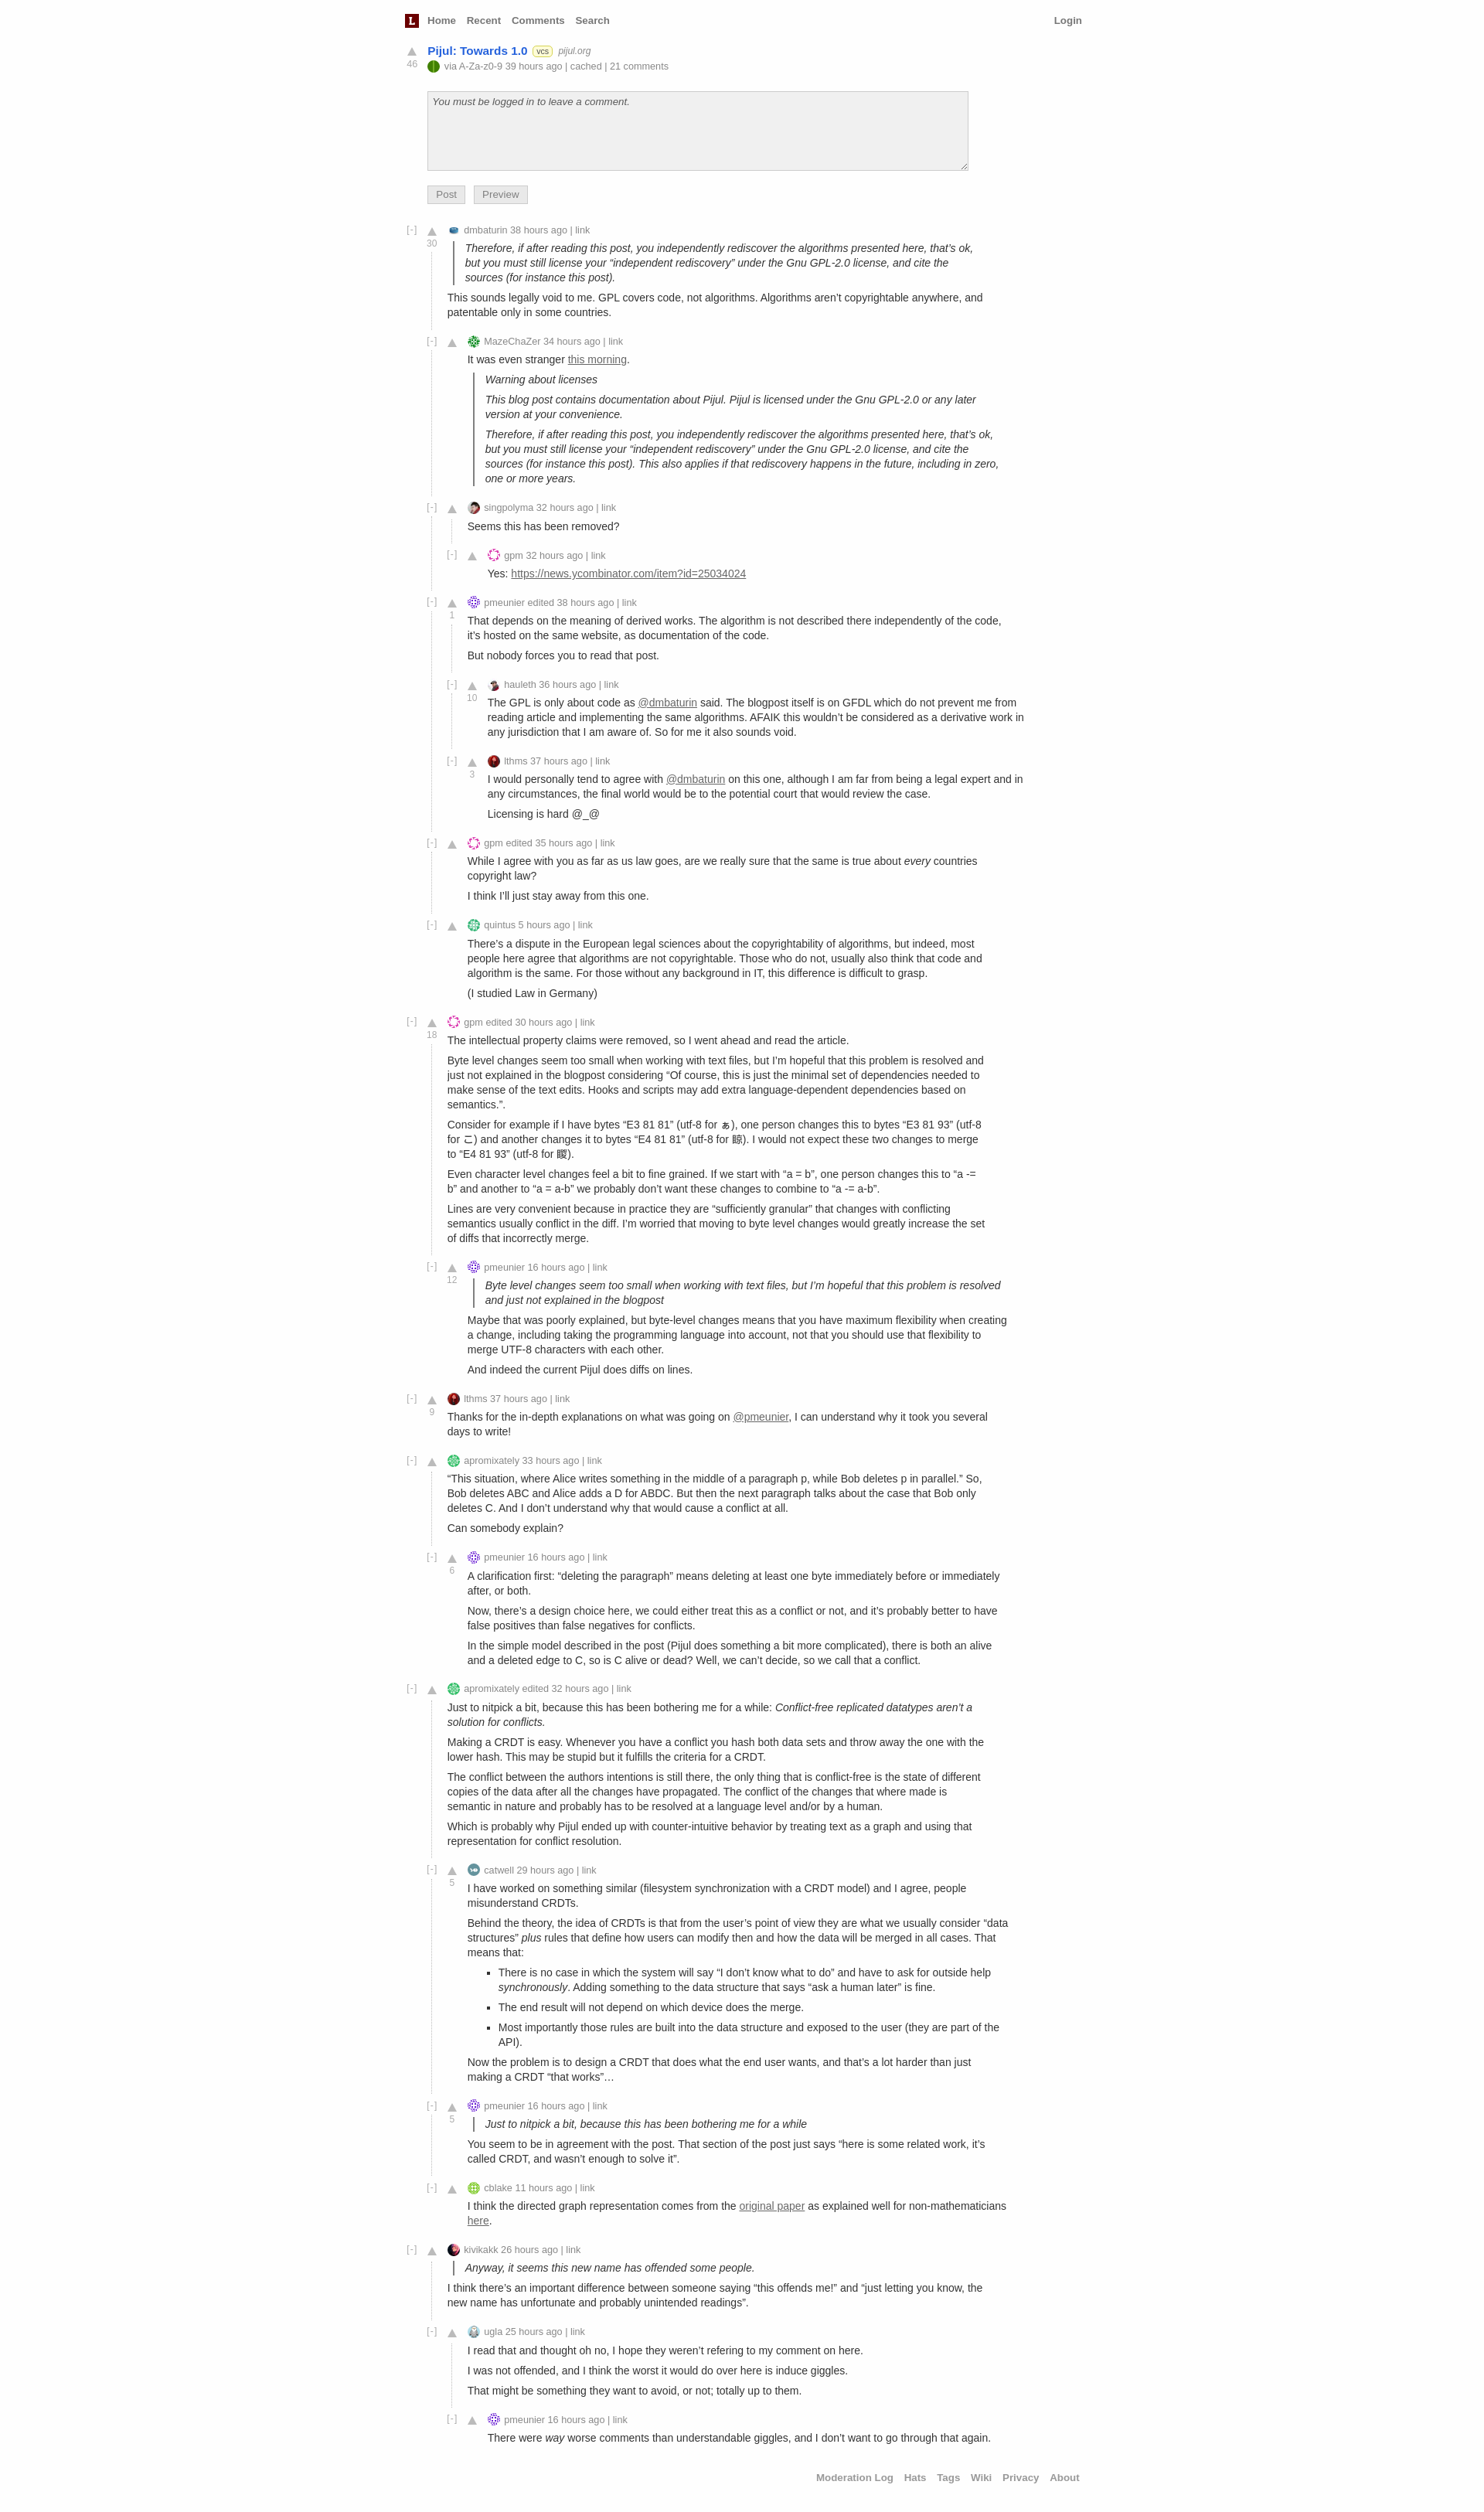 L Home Recent Comments Search Login
Pijul: Towards 1.0 vcs pijul.org
46
via A-Za-z0-9 39 hours ago | cached | 21 comments
You must be logged in to leave a comment.
Post Preview
[-] dmbaturin 38 hours ago | link
30
Therefore, if after reading this post, you independently rediscover the algorithms presented here, that’s ok,
but you must still license your “independent rediscovery” under the Gnu GPL-2.0 license, and cite the
sources (for instance this post).
This sounds legally void to me. GPL covers code, not algorithms. Algorithms aren’t copyrightable anywhere, and
patentable only in some countries.
[-] MazeChaZer 34 hours ago | link
It was even stranger this morning.
Warning about licenses
This blog post contains documentation about Pijul. Pijul is licensed under the Gnu GPL-2.0 or any later
version at your convenience.
Therefore, if after reading this post, you independently rediscover the algorithms presented here, that’s ok,
but you must still license your “independent rediscovery” under the Gnu GPL-2.0 license, and cite the
sources (for instance this post). This also applies if that rediscovery happens in the future, including in zero,
one or more years.
[-] singpolyma 32 hours ago | link
Seems this has been removed?
[-] gpm 32 hours ago | link
Yes: https://news.ycombinator.com/item?id=25034024
[-] pmeunier edited 38 hours ago | link
1
That depends on the meaning of derived works. The algorithm is not described there independently of the code,
it’s hosted on the same website, as documentation of the code.
But nobody forces you to read that post.
[-] hauleth 36 hours ago | link
10
The GPL is only about code as @dmbaturin said. The blogpost itself is on GFDL which do not prevent me from
reading article and implementing the same algorithms. AFAIK this wouldn’t be considered as a derivative work in
any jurisdiction that I am aware of. So for me it also sounds void.
[-] lthms 37 hours ago | link
3
I would personally tend to agree with @dmbaturin on this one, although I am far from being a legal expert and in
any circumstances, the final world would be to the potential court that would review the case.
Licensing is hard @_@
[-] gpm edited 35 hours ago | link
While I agree with you as far as us law goes, are we really sure that the same is true about every countries
copyright law?
I think I’ll just stay away from this one.
[-] quintus 5 hours ago | link
There’s a dispute in the European legal sciences about the copyrightability of algorithms, but indeed, most
people here agree that algorithms are not copyrightable. Those who do not, usually also think that code and
algorithm is the same. For those without any background in IT, this difference is difficult to grasp.
(I studied Law in Germany)
[-] gpm edited 30 hours ago | link
18
The intellectual property claims were removed, so I went ahead and read the article.
Byte level changes seem too small when working with text files, but I’m hopeful that this problem is resolved and
just not explained in the blogpost considering “Of course, this is just the minimal set of dependencies needed to
make sense of the text edits. Hooks and scripts may add extra language-dependent dependencies based on
semantics.”.
Consider for example if I have bytes “E3 81 81” (utf-8 for ぁ), one person changes this to bytes “E3 81 93” (utf-8
for こ) and another changes it to bytes “E4 81 81” (utf-8 for 䁁). I would not expect these two changes to merge
to “E4 81 93” (utf-8 for 䁓).
Even character level changes feel a bit to fine grained. If we start with “a = b”, one person changes this to “a -=
b” and another to “a = a-b” we probably don’t want these changes to combine to “a -= a-b”.
Lines are very convenient because in practice they are “sufficiently granular” that changes with conflicting
semantics usually conflict in the diff. I’m worried that moving to byte level changes would greatly increase the set
of diffs that incorrectly merge.
[-] pmeunier 16 hours ago | link
12
Byte level changes seem too small when working with text files, but I’m hopeful that this problem is resolved
and just not explained in the blogpost
Maybe that was poorly explained, but byte-level changes means that you have maximum flexibility when creating
a change, including taking the programming language into account, not that you should use that flexibility to
merge UTF-8 characters with each other.
And indeed the current Pijul does diffs on lines.
[-] lthms 37 hours ago | link
9
Thanks for the in-depth explanations on what was going on @pmeunier, I can understand why it took you several
days to write!
[-] apromixately 33 hours ago | link
“This situation, where Alice writes something in the middle of a paragraph p, while Bob deletes p in parallel.” So,
Bob deletes ABC and Alice adds a D for ABDC. But then the next paragraph talks about the case that Bob only
deletes C. And I don’t understand why that would cause a conflict at all.
Can somebody explain?
[-] pmeunier 16 hours ago | link
6
A clarification first: “deleting the paragraph” means deleting at least one byte immediately before or immediately
after, or both.
Now, there’s a design choice here, we could either treat this as a conflict or not, and it’s probably better to have
false positives than false negatives for conflicts.
In the simple model described in the post (Pijul does something a bit more complicated), there is both an alive
and a deleted edge to C, so is C alive or dead? Well, we can’t decide, so we call that a conflict.
[-] apromixately edited 32 hours ago | link
Just to nitpick a bit, because this has been bothering me for a while: Conflict-free replicated datatypes aren’t a
solution for conflicts.
Making a CRDT is easy. Whenever you have a conflict you hash both data sets and throw away the one with the
lower hash. This may be stupid but it fulfills the criteria for a CRDT.
The conflict between the authors intentions is still there, the only thing that is conflict-free is the state of different
copies of the data after all the changes have propagated. The conflict of the changes that where made is
semantic in nature and probably has to be resolved at a language level and/or by a human.
Which is probably why Pijul ended up with counter-intuitive behavior by treating text as a graph and using that
representation for conflict resolution.
[-] catwell 29 hours ago | link
5
I have worked on something similar (filesystem synchronization with a CRDT model) and I agree, people
misunderstand CRDTs.
Behind the theory, the idea of CRDTs is that from the user’s point of view they are what we usually consider “data
structures” plus rules that define how users can modify then and how the data will be merged in all cases. That
means that:
▪ There is no case in which the system will say “I don’t know what to do” and have to ask for outside help
synchronously. Adding something to the data structure that says “ask a human later” is fine.
▪ The end result will not depend on which device does the merge.
▪ Most importantly those rules are built into the data structure and exposed to the user (they are part of the
API).
Now the problem is to design a CRDT that does what the end user wants, and that’s a lot harder than just
making a CRDT “that works”…
[-] pmeunier 16 hours ago | link
5
Just to nitpick a bit, because this has been bothering me for a while
You seem to be in agreement with the post. That section of the post just says “here is some related work, it’s
called CRDT, and wasn’t enough to solve it”.
[-] cblake 11 hours ago | link
I think the directed graph representation comes from the original paper as explained well for non-mathematicians
here.
[-] kivikakk 26 hours ago | link
Anyway, it seems this new name has offended some people.
I think there’s an important difference between someone saying “this offends me!” and “just letting you know, the
new name has unfortunate and probably unintended readings”.
[-] ugla 25 hours ago | link
I read that and thought oh no, I hope they weren’t refering to my comment on here.
I was not offended, and I think the worst it would do over here is induce giggles.
That might be something they want to avoid, or not; totally up to them.
[-] pmeunier 16 hours ago | link
There were way worse comments than understandable giggles, and I don’t want to go through that again.
Moderation Log Hats Tags Wiki Privacy About